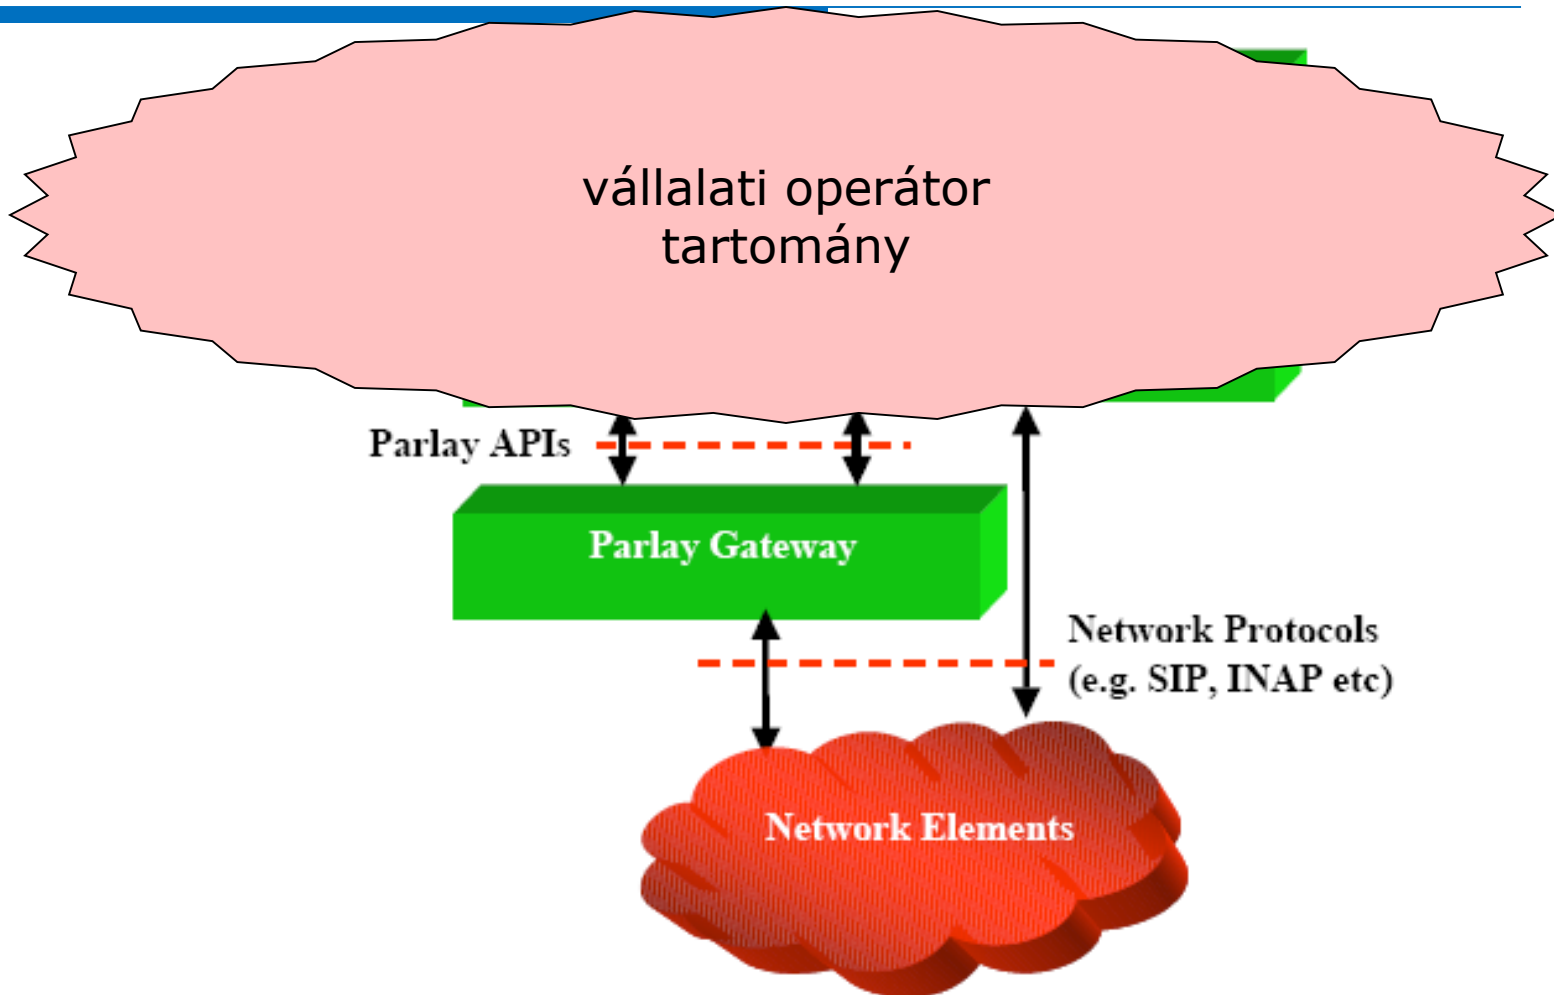 vállalati operátor
tartomány
Parlay APIs
Parlay Gateway
Network Protocols
(e.g. SIP, INAP etc)
Network Elements